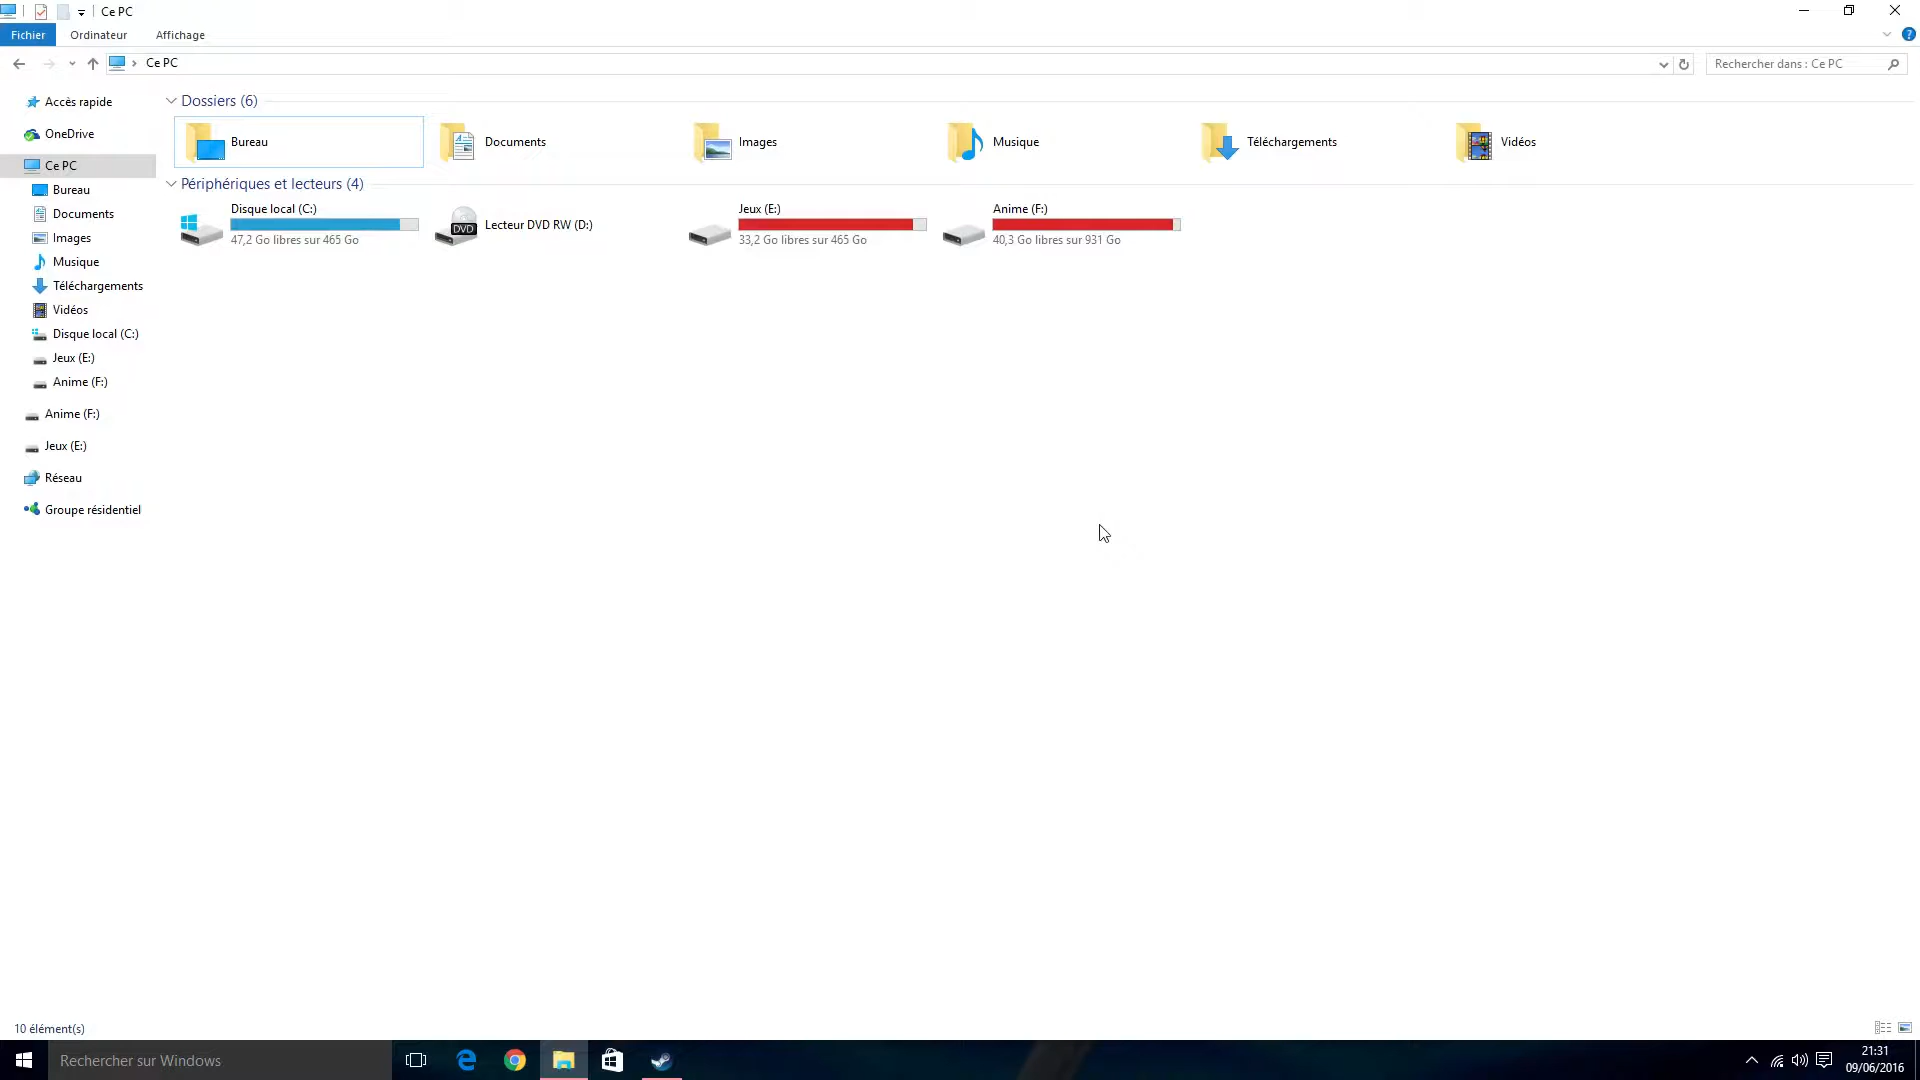 Ce PC
Fichier
Ordinateur
Affichage
Ce PC
Rechercher dans : Ce PC
Accès rapide
OneDrive
Ce PC
Bureau
Documents
Images
Musique
Téléchargements
Vidéos
Disque local (C:)
Jeux (E:)
Anime (F:)
Anime (F:)
Jeux (E:)
Réseau
Groupe résidentiel
Dossiers (6)
Bureau
Documents
Images
Musique
Téléchargements
Vidéos
Périphériques et lecteurs (4)
Disque local (C:)
47,2 Go libres sur 465 Go
DVD
Lecteur DVD RW (D:)
Jeux (E:)
33,2 Go libres sur 465 Go
Anime (F:)
40,3 Go libres sur 931 Go
10 élément(s)
Rechercher sur Windows
21:31
09/06/2016